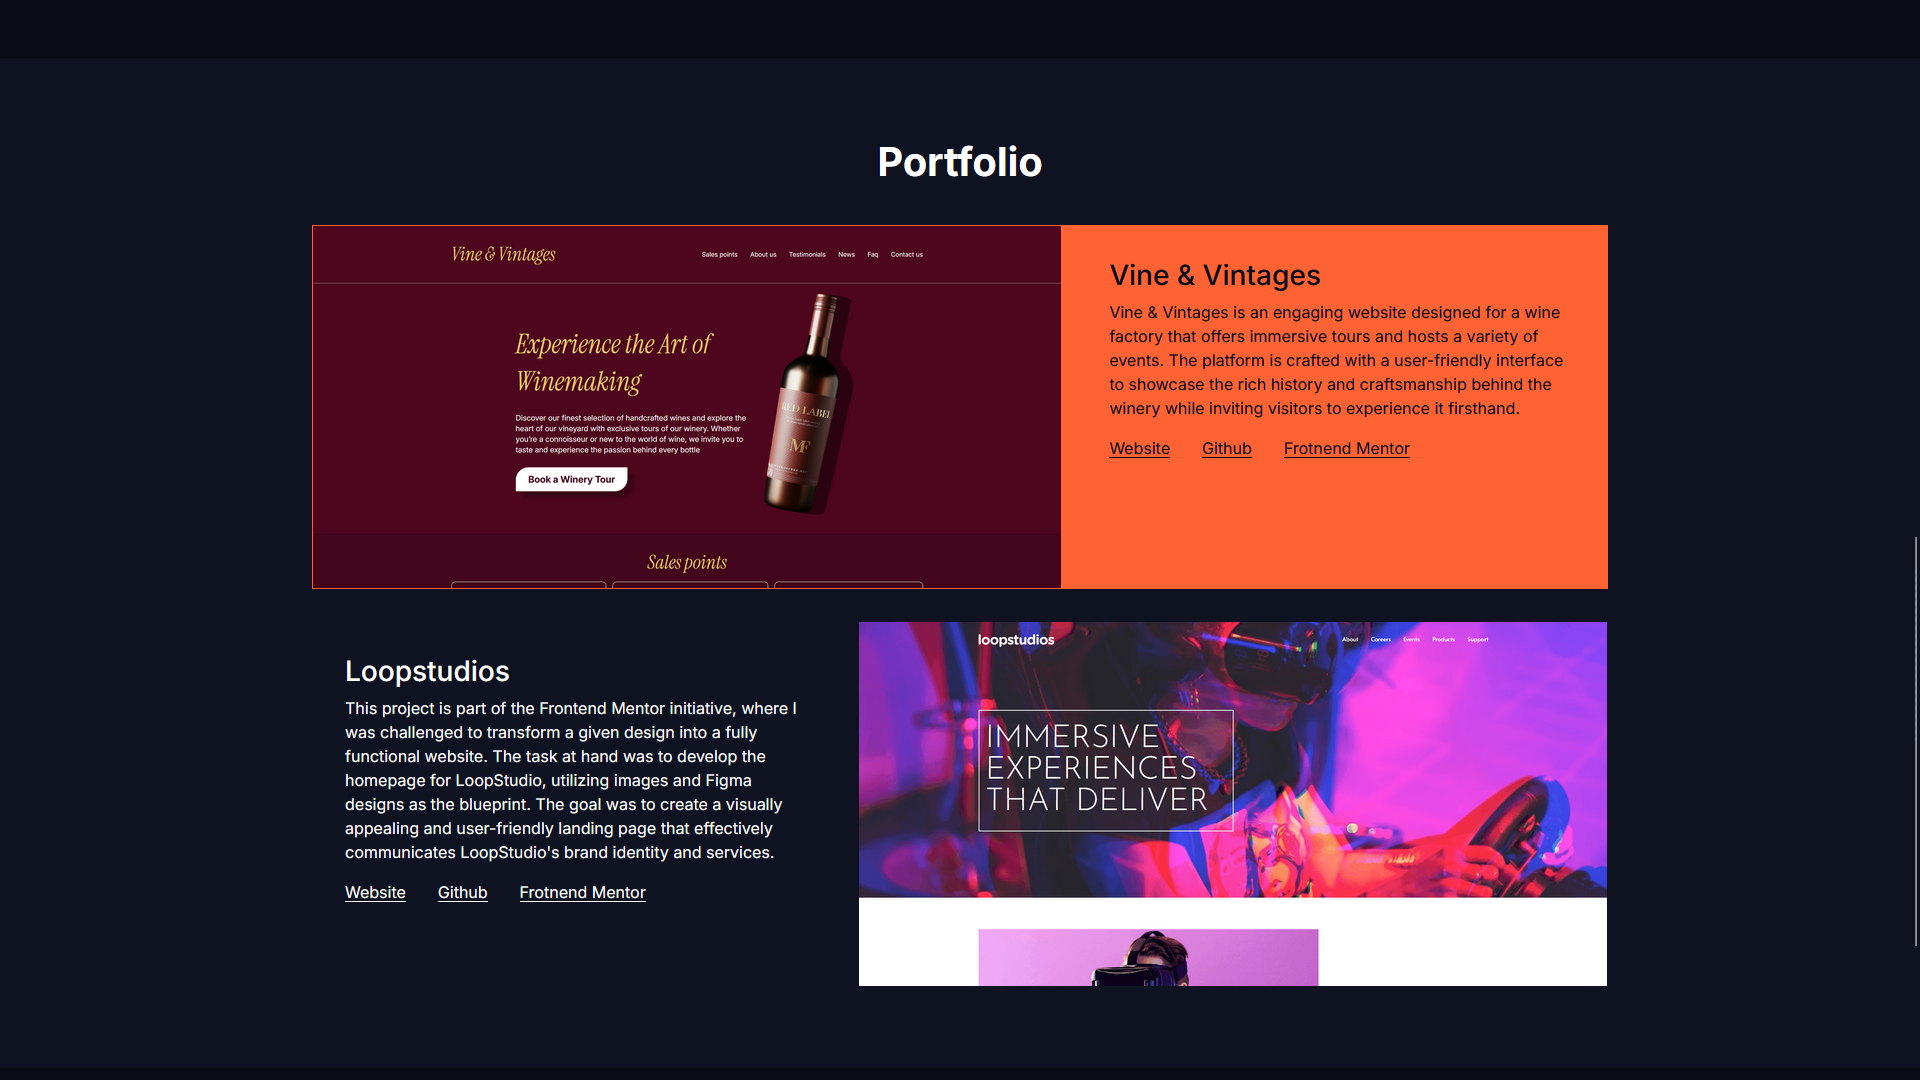 Portfolio
Vine & Vintages
Sales points About us Testimonials News Faq Contact us
Experience the Art of
Winemaking
Discover our finest selection of handcrafted wines and explore the
heart of our vineyard with exclusive tours of our winery. Whether
you're a connoisseur or new to the world of wine, we invite you to
taste and experience the passion behind every bottle
Book a Winery Tour
RED LABEL
MF
Sales points
Vine & Vintages
Vine & Vintages is an engaging website designed for a wine
factory that offers immersive tours and hosts a variety of
events. The platform is crafted with a user-friendly interface
to showcase the rich history and craftsmanship behind the
winery while inviting visitors to experience it firsthand.
Website Github Frotnend Mentor
Loopstudios
This project is part of the Frontend Mentor initiative, where I
was challenged to transform a given design into a fully
functional website. The task at hand was to develop the
homepage for LoopStudio, utilizing images and Figma
designs as the blueprint. The goal was to create a visually
appealing and user-friendly landing page that effectively
communicates LoopStudio's brand identity and services.
Website Github Frotnend Mentor
loopstudios
About Careers Events Products Support
IMMERSIVE
EXPERIENCES
THAT DELIVER